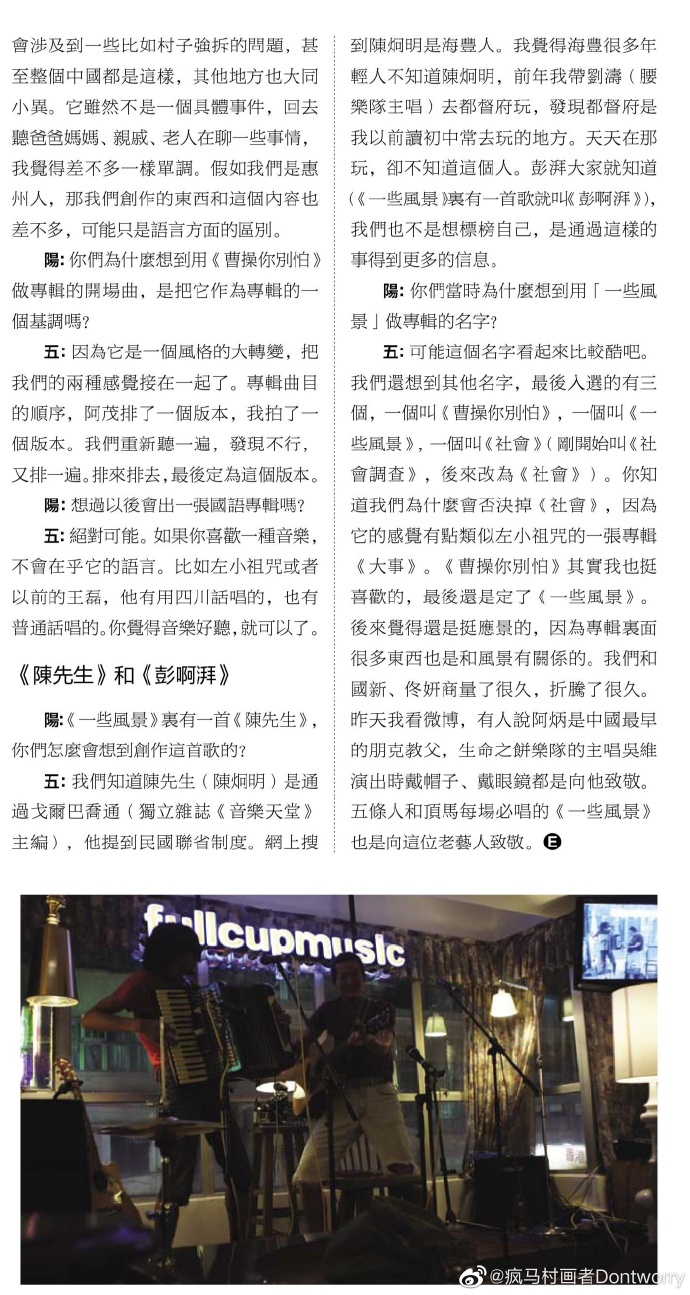 會涉及到一些比如村子強拆的問題，甚
至整個中國都是這樣，其他地方也大同
小異。它雖然不是一個具體事件，回去
聽爸爸媽媽、親戚、老人在聊一些事情，
我覺得差不多一樣單調。假如我們是惠
州人，那我們創作的東西和這個內容也
差不多，可能只是語言方面的區別。
陽：你們為什麼想到用《曹操你別怕》
做專輯的開場曲，是把它作為專輯的一
個基調嗎？
五：因為它是一個風格的大轉變，把
我們的兩種感覺接在一起了。專輯曲目
的順序，阿茂排了一個版本，我拍了一
個版本。我們重新聽一遍，發現不行，
又排一遍。排來排去，最後定為這個版本。
陽：想過以後會出一張國語專輯嗎？
五：絕對可能。如果你喜歡一種音樂，
不會在乎它的語言。比如左小祖咒或者
以前的王磊，他有用四川話唱的，也有
普通話唱的。你覺得音樂好聽，就可以了。
《陳先生》和《彭啊湃》
陽：《一些風景》裏有一首《陳先生》，
你們怎麼會想到創作這首歌的？
五：我們知道陳先生（陳炯明）是通
過戈爾巴喬通（獨立雜誌《音樂天堂》
主編），他提到民國聯省制度。網上搜
到陳炯明是海豐人。我覺得海豐很多年
輕人不知道陳炯明，前年我帶劉濤（腰
樂隊主唱）去都督府玩，發現都督府是
我以前讀初中常去玩的地方。天天在那
玩，卻不知道這個人。彭湃大家就知道
（《一些風景》裏有一首歌就叫《彭啊湃》），
我們也不是想標榜自己，是通過這樣的
事得到更多的信息。
陽：你們當時為什麼想到用「一些風
景」做專輯的名字？
五：可能這個名字看起來比較酷吧。
我們還想到其他名字，最後入選的有三
個，一個叫《曹操你別怕》，一個叫《一
些風景》，一個叫《社會》（剛開始叫《社
會調查》，後來改為《社會》）。你知
道我們為什麼會否決掉《社會》，因為
它的感覺有點類似左小祖咒的一張專輯
《大事》。《曹操你別怕》其實我也挺
喜歡的，最後還是定了《一些風景》。
後來覺得還是挺應景的，因為專輯裏面
很多東西也是和風景有關係的。我們和
國新、佟妍商量了很久，折騰了很久。
昨天我看微博，有人說阿炳是中國最早
的朋克教父，生命之餅樂隊的主唱吳維
演出時戴帽子、戴眼鏡都是向他致敬。
五條人和頂馬每場必唱的《一些風景》
也是向這位老藝人致敬。E
fullcupmusic
@疯马村画者Dontworry